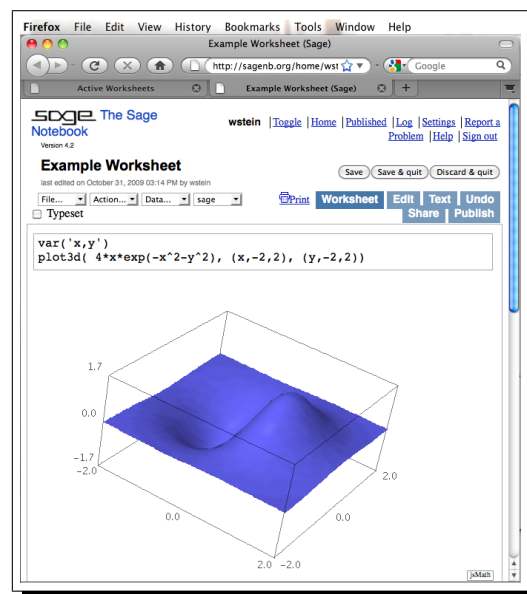 Firefox File Edit View History Bookmarks Tools Window Help
Example Worksheet (Sage)
http://sagenb.org/home/wst
Google
Active Worksheets
Example Worksheet (Sage)
sage The Sage
Notebook
Version 4.2
wstein | Toggle | Home | Published | Log | Settings | Report a
Problem | Help | Sign out
Example Worksheet
last edited on October 31, 2009 03:14 PM by wstein
Save Save & quit Discard & quit
File... Action... Data... sage
Print Worksheet Edit Text Undo
Share Publish
Typeset
var('x,y')
plot3d( 4*x*exp(-x^2-y^2), (x,-2,2), (y,-2,2))
1.7
0.0
-1.7
-2.0
2.0
0.0
0.0
2.0 -2.0
jsMath